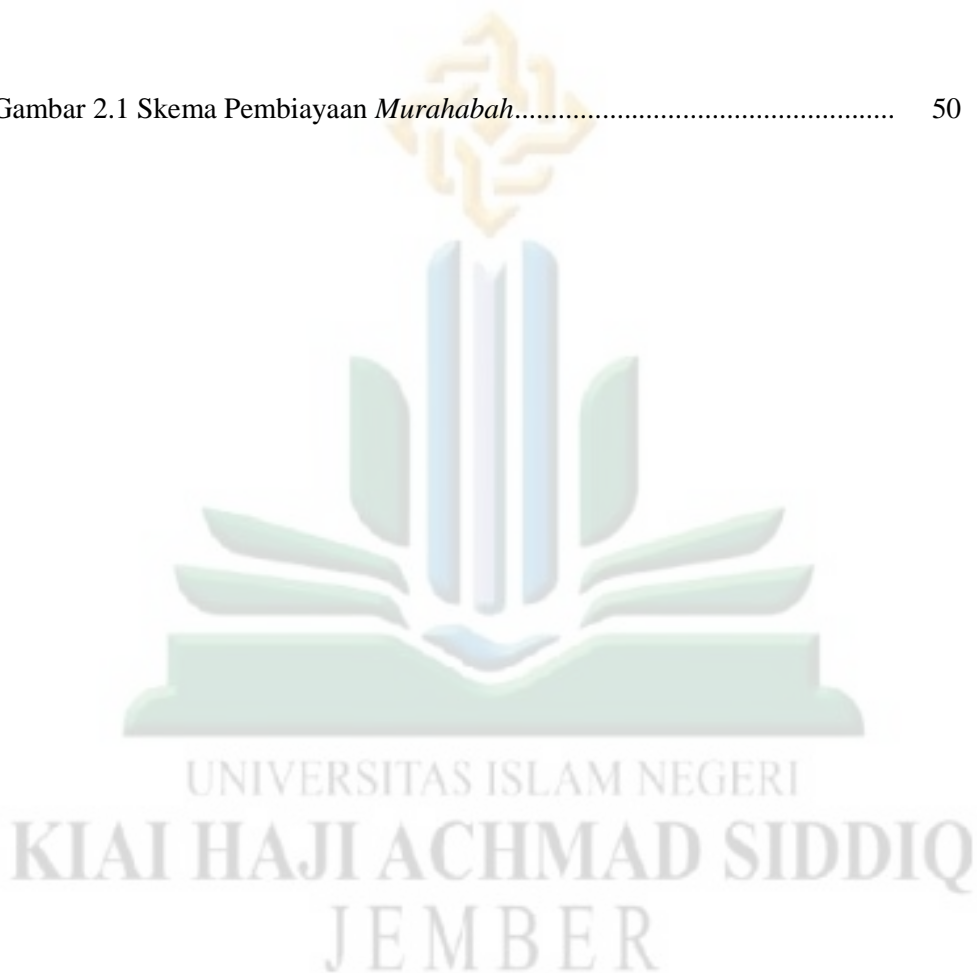 Gambar 2.1 Skema Pembiayaan Murahabah................................................... 50
UNIVERSITAS ISLAM NEGERI
KIAI HAJI ACHMAD SIDDIQ
JEMBER